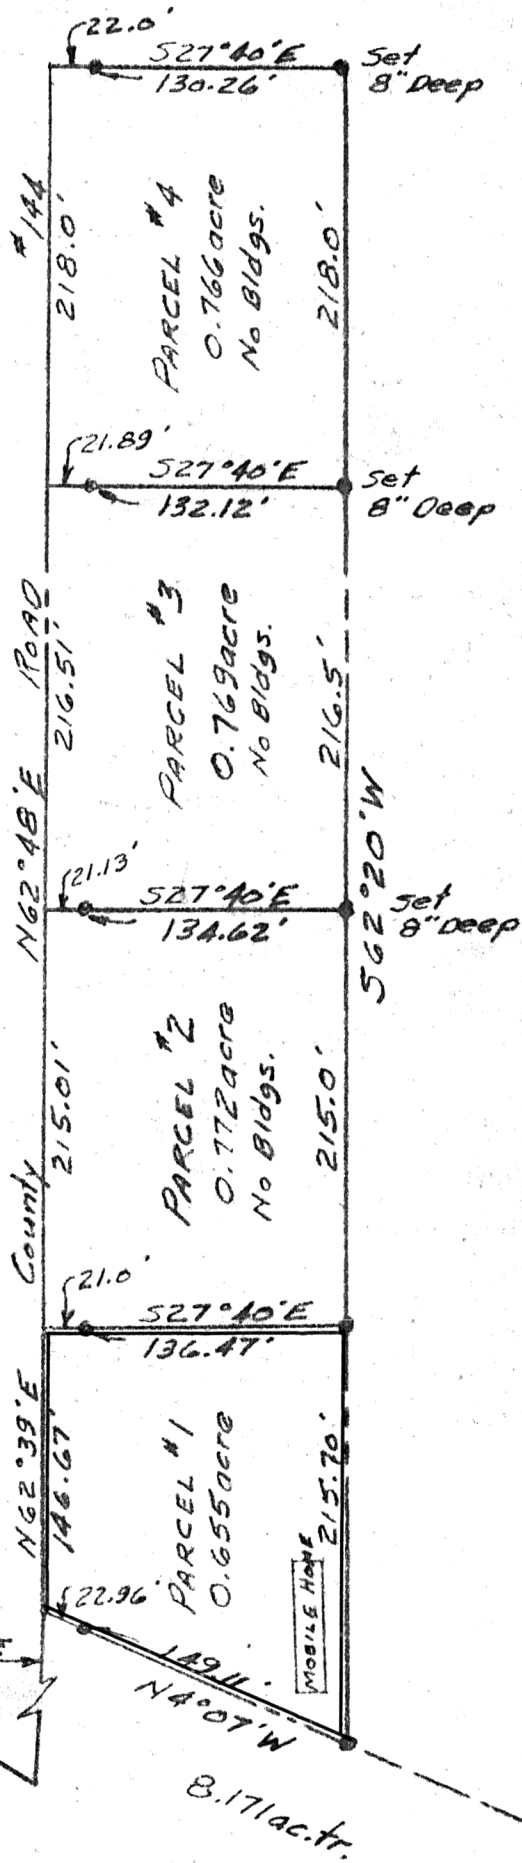 22.0'
S27°40'E
130.26'
Set
8" Deep
#144
218.0'
PARCEL #4
0.766acre
No Bldgs.
218.0'
21.89'
S27°40'E
132.12'
Set
8" Deep
ROAD
216.51'
PARCEL #3
0.769acre
No Bldgs.
216.5'
N62°48'E
S62°20'W
21.13'
S27°40'E
134.62'
Set
8" Deep
215.01'
PARCEL #2
0.772acre
No Bldgs.
215.0'
County
21.0'
S27°40'E
136.47'
N62°39'E
146.67'
PARCEL #1
0.655acre
215.70'
MOBILE HOME
22.96'
149.11'
N4°07'W
8.171ac.tr.